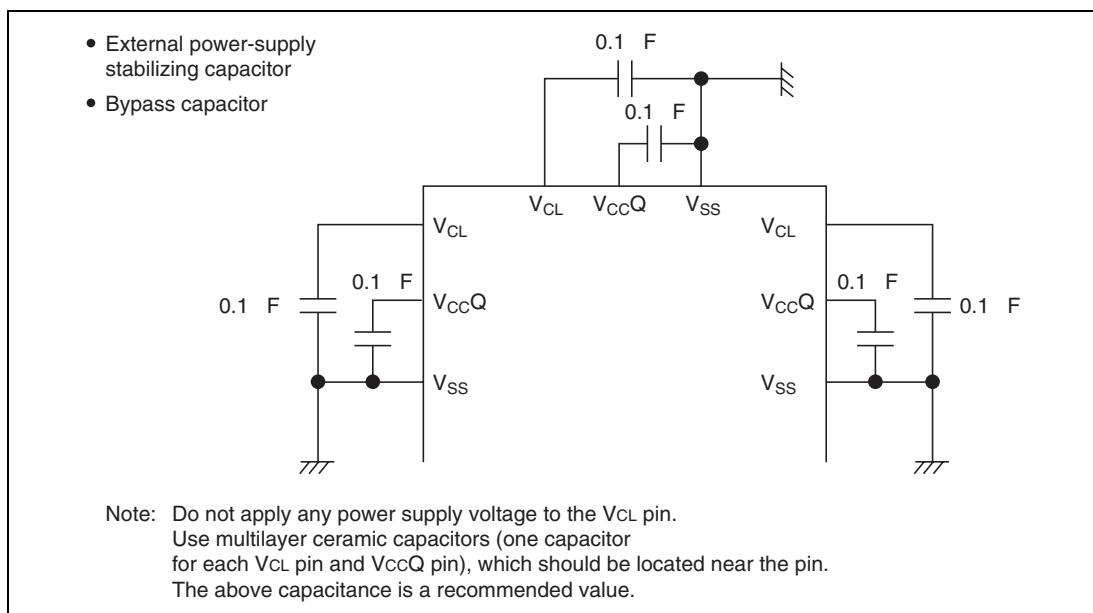 • External power-supply
stabilizing capacitor
• Bypass capacitor
0.1 F
0.1 F
VCL VCCQ VSS
VCL
VCL
0.1 F
0.1 F
0.1 F
VCCQ
VCCQ
0.1 F
VSS
VSS
Note: Do not apply any power supply voltage to the VCL pin.
Use multilayer ceramic capacitors (one capacitor
for each VCL pin and VCCQ pin), which should be located near the pin.
The above capacitance is a recommended value.